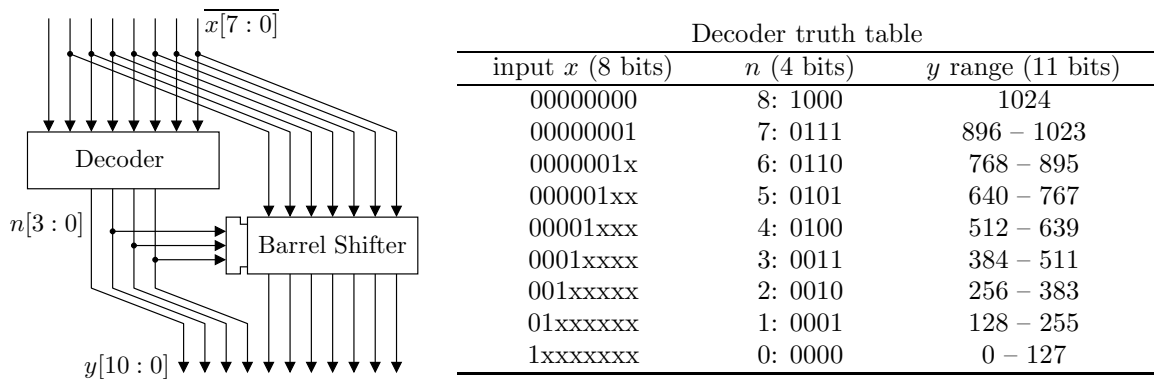 x[7 : 0]
Decoder
n[3 : 0]
Barrel Shifter
y[10 : 0]
Decoder truth table
input x (8 bits) n (4 bits) y range (11 bits)
00000000 8: 1000 1024
00000001 7: 0111 896 – 1023
0000001x 6: 0110 768 – 895
000001xx 5: 0101 640 – 767
00001xxx 4: 0100 512 – 639
0001xxxx 3: 0011 384 – 511
001xxxxx 2: 0010 256 – 383
01xxxxxx 1: 0001 128 – 255
1xxxxxxx 0: 0000 0 – 127